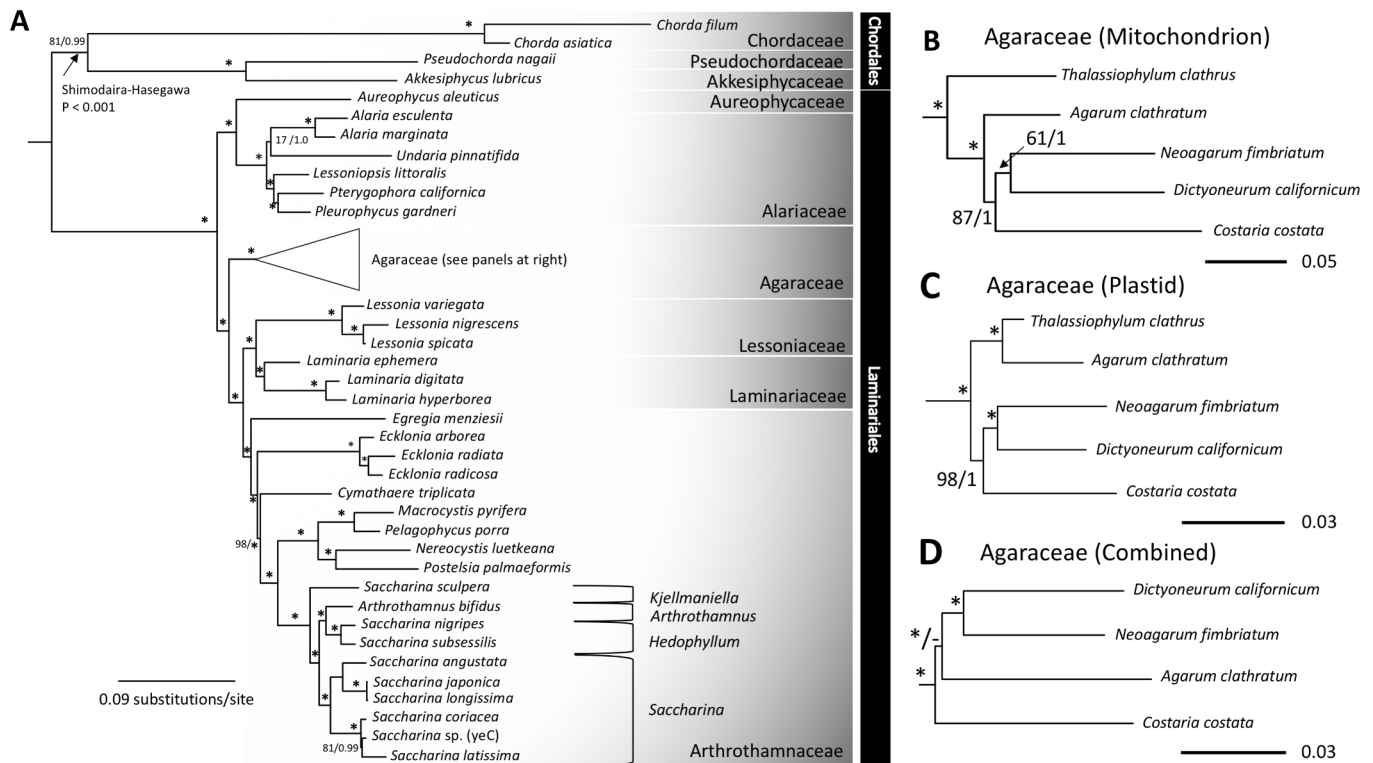 A
Chordales
Laminariales
81/0.99
*
Chorda filum
Chorda asiatica
Chordaceae
*
Pseudochorda nagaii
Pseudochordaceae
Akkesiphycus lubricus
Akkesiphycaceae
Shimodaira-Hasegawa
P < 0.001
Aureophycus aleuticus
Aureophycaceae
*
*
Alaria esculenta
17 /1.0
Alaria marginata
*
Undaria pinnatifida
Lessoniopsis littoralis
*
Pterygophora californica
*
Pleurophycus gardneri
Alariaceae
*
*
Agaraceae (see panels at right)
Agaraceae
Lessonia variegata
*
Lessonia nigrescens
*
*
Lessonia spicata
Lessoniaceae
*
Laminaria ephemera
*
Laminaria digitata
*
Laminaria hyperborea
Laminariaceae
*
Egregia menziesii
Ecklonia arborea
*
*
Ecklonia radiata
*
Ecklonia radicosa
*
Cymathaere triplicata
Macrocystis pyrifera
*
Pelagophycus porra
*
98/*
Nereocystis luetkeana
*
Postelsia palmaeformis
*
Saccharina sculpera
Kjellmaniella
Arthrothamnus bifidus
Arthrothamnus
*
*
Saccharina nigripes
*
Saccharina subsessilis
Hedophyllum
*
Saccharina angustata
Saccharina japonica
*
Saccharina longissima
*
Saccharina
Saccharina coriacea
*
Saccharina sp. (yeC)
81/0.99
Saccharina latissima
Arthrothamnaceae
0.09 substitutions/site
B
Agaraceae (Mitochondrion)
Thalassiophylum clathrus
*
Agarum clathratum
*
61/1
Neoagarum fimbriatum
Dictyoneurum californicum
87/1
Costaria costata
0.05
C
Agaraceae (Plastid)
Thalassiophylum clathrus
*
Agarum clathratum
*
Neoagarum fimbriatum
*
Dictyoneurum californicum
98/1
Costaria costata
0.03
D
Agaraceae (Combined)
Dictyoneurum californicum
*
Neoagarum fimbriatum
*/-
Agarum clathratum
*
Costaria costata
0.03